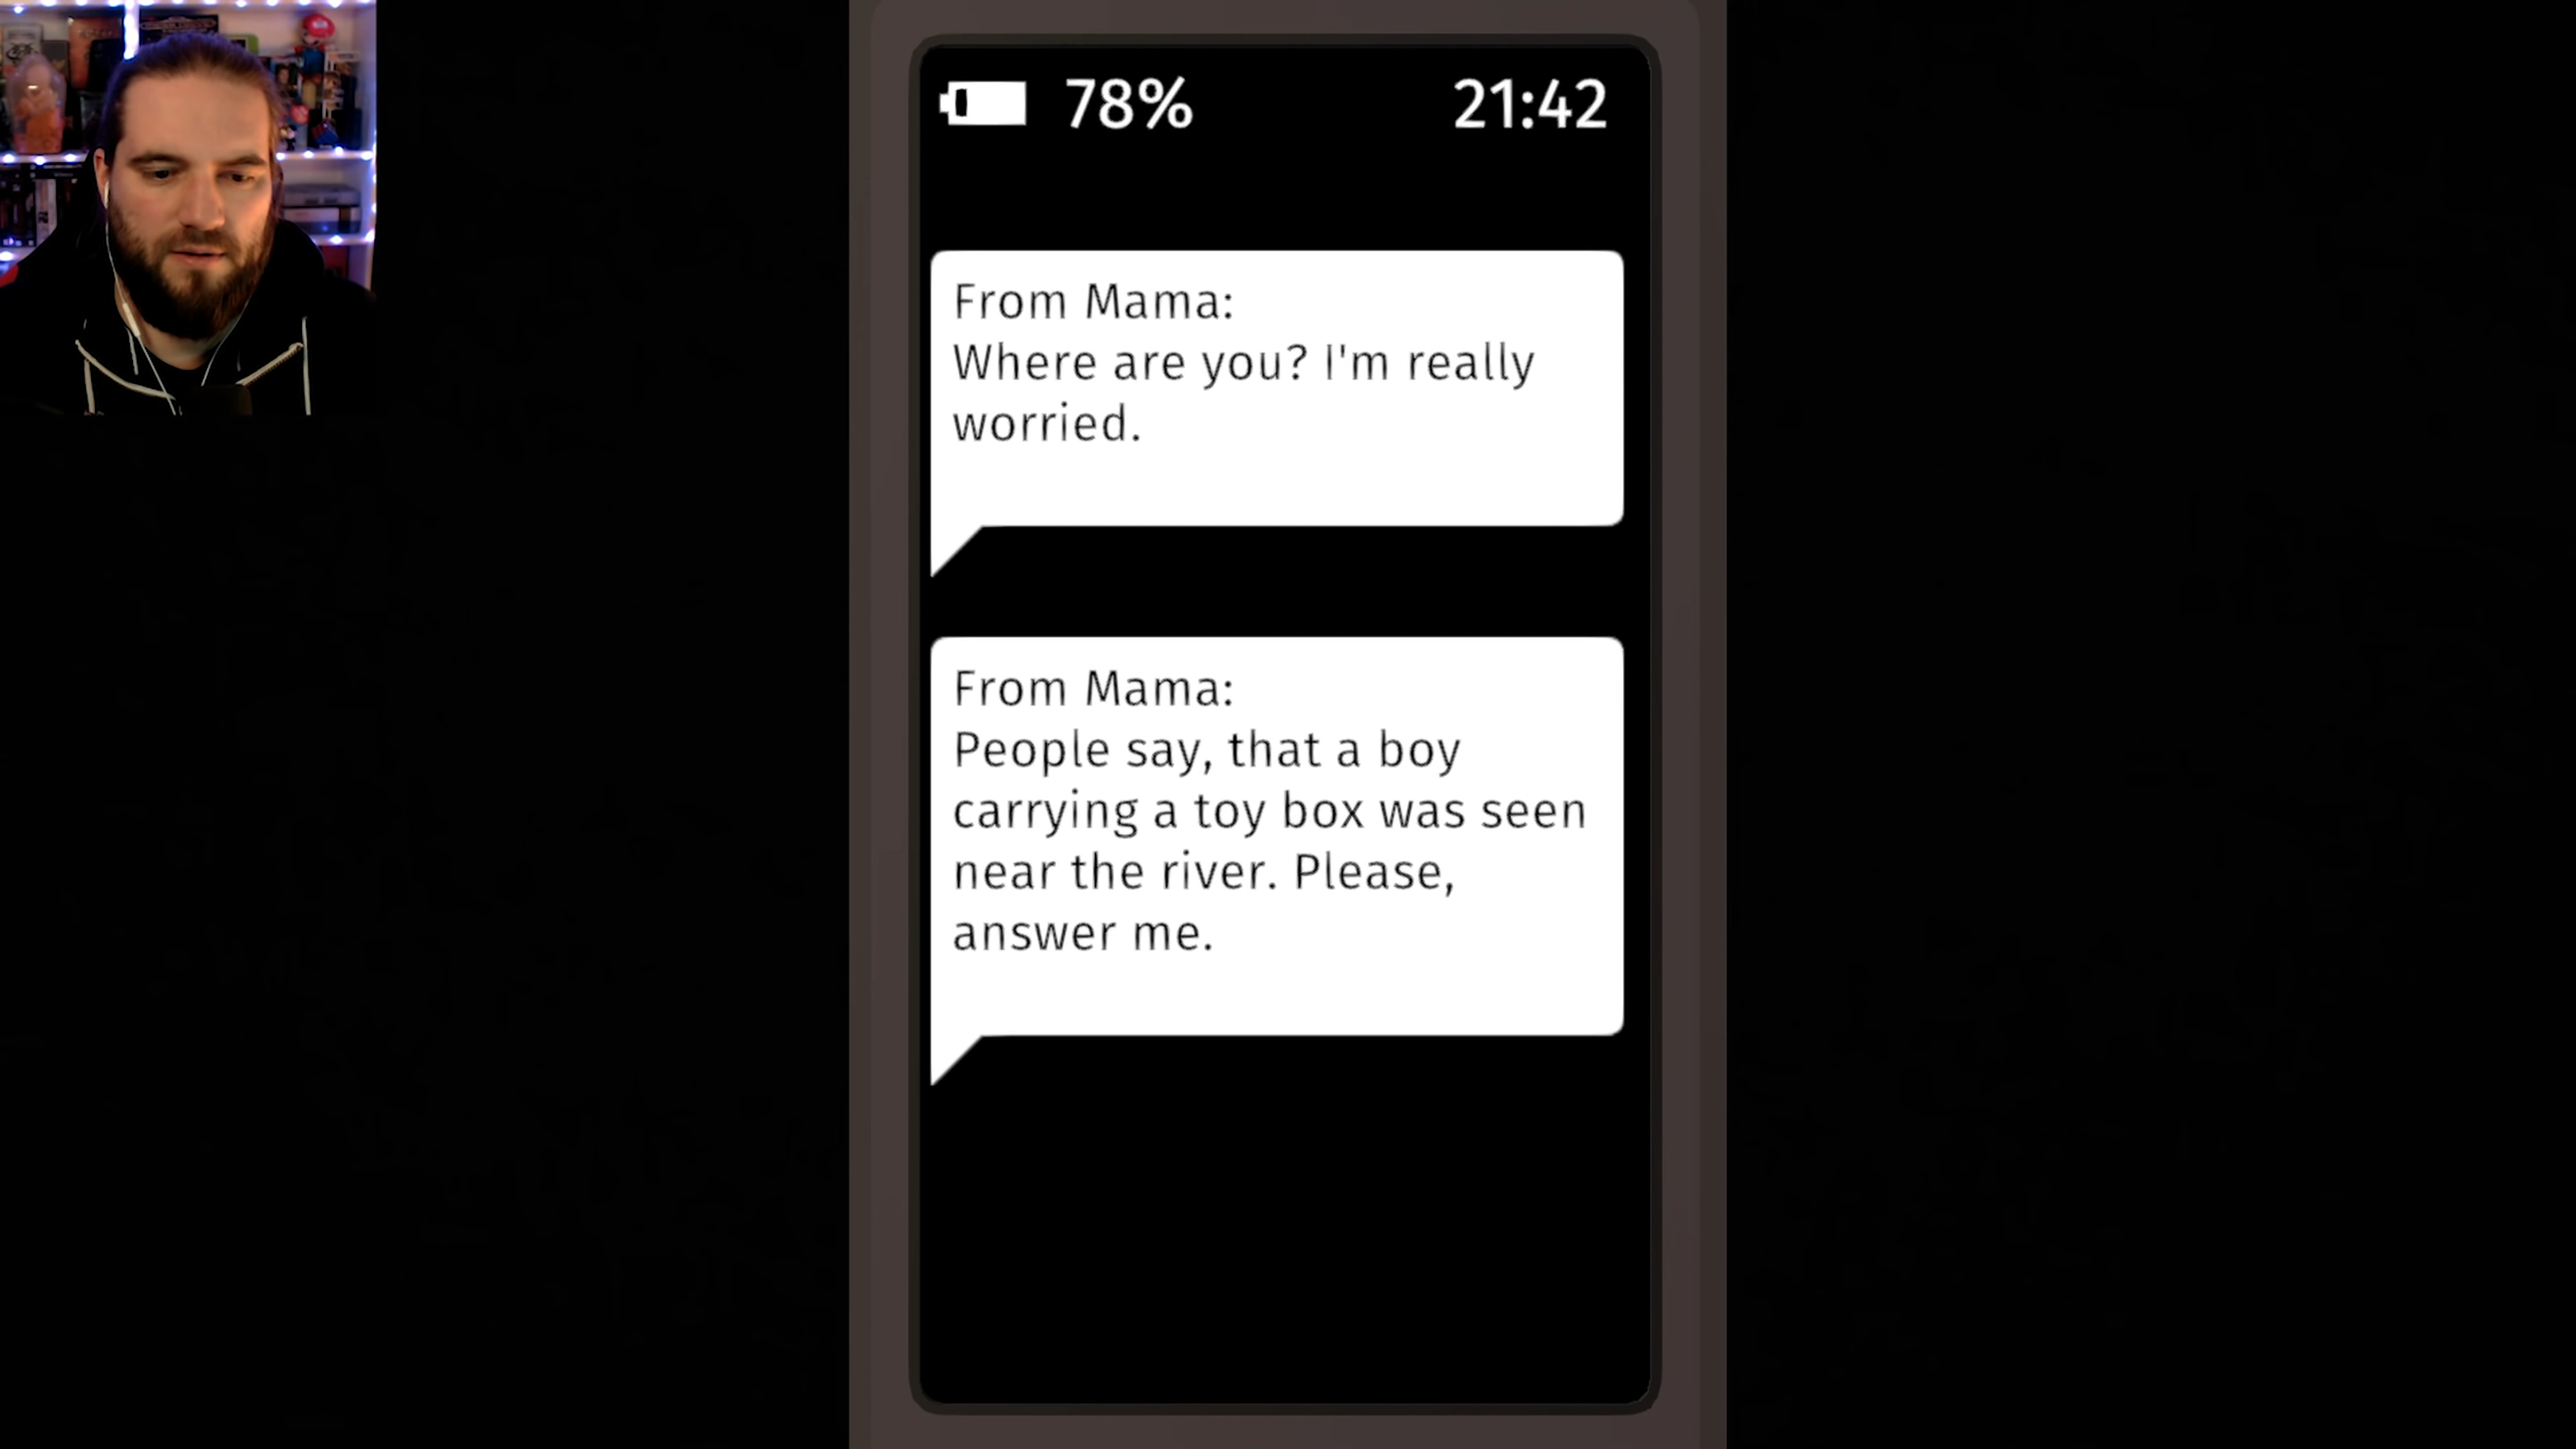 78%
21:42
From Mama:
Where are you? I'm really
worried.
From Mama:
People say, that a boy
carrying a toy box was seen
near the river. Please,
answer me.